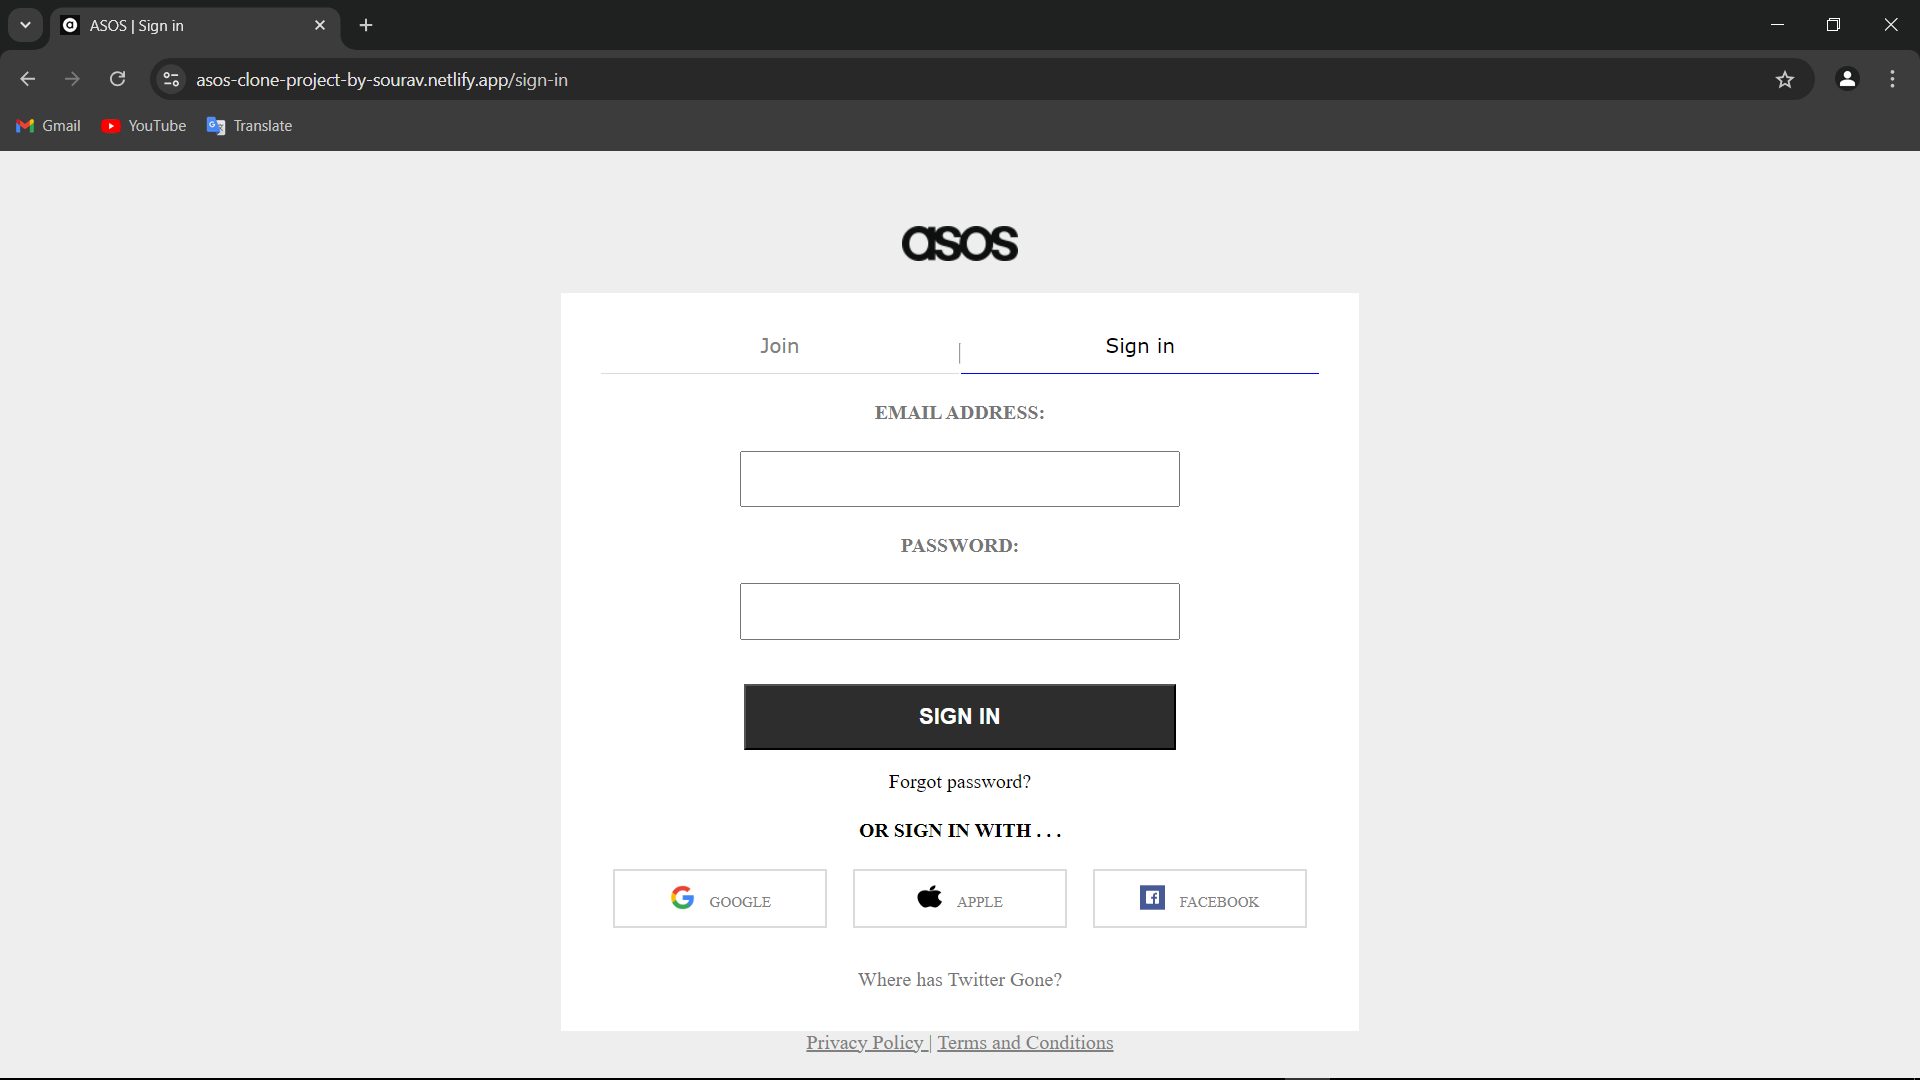 ASOS | Sign in
asos-clone-project-by-sourav.netlify.app/sign-in
Gmail YouTube Translate
asos
Join | Sign in
EMAIL ADDRESS:
PASSWORD:
SIGN IN
Forgot password?
OR SIGN IN WITH . . .
GOOGLE APPLE FACEBOOK
Where has Twitter Gone?
Privacy Policy | Terms and Conditions